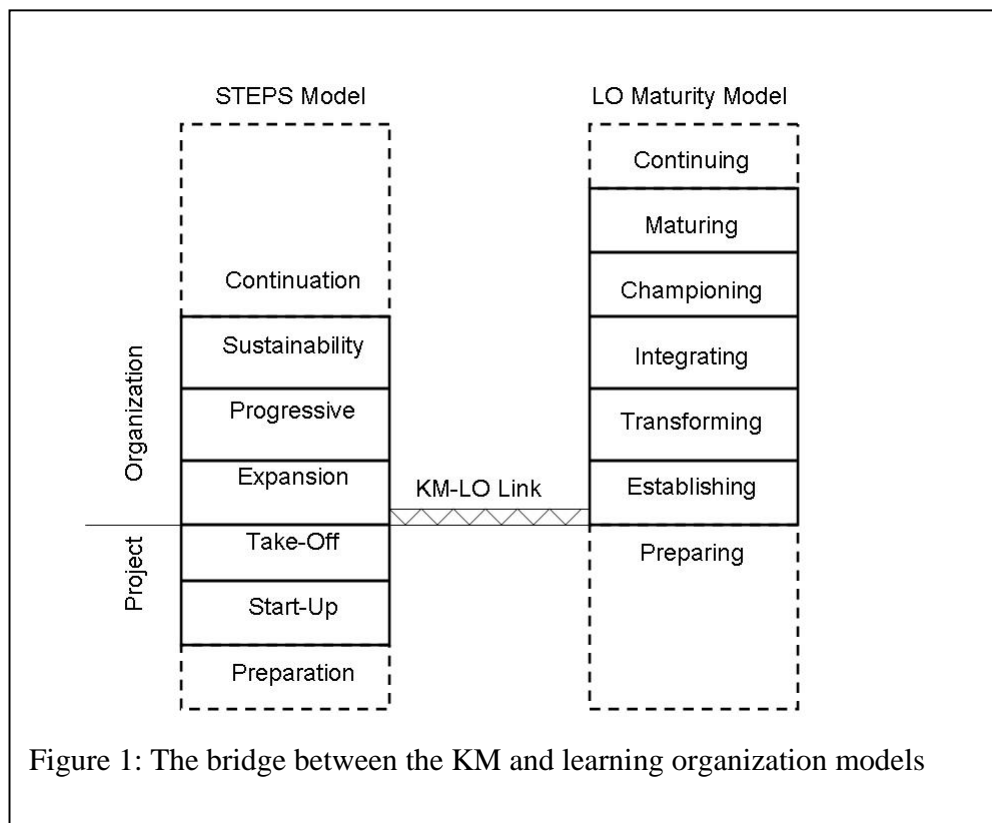 STEPS Model
LO Maturity Model
Continuing
Maturing
Continuation
Championing
Sustainability
Integrating
Organization
Progressive
Transforming
Expansion
KM-LO Link
Establishing
Project
Take-Off
Preparing
Start-Up
Preparation
Figure 1: The bridge between the KM and learning organization models